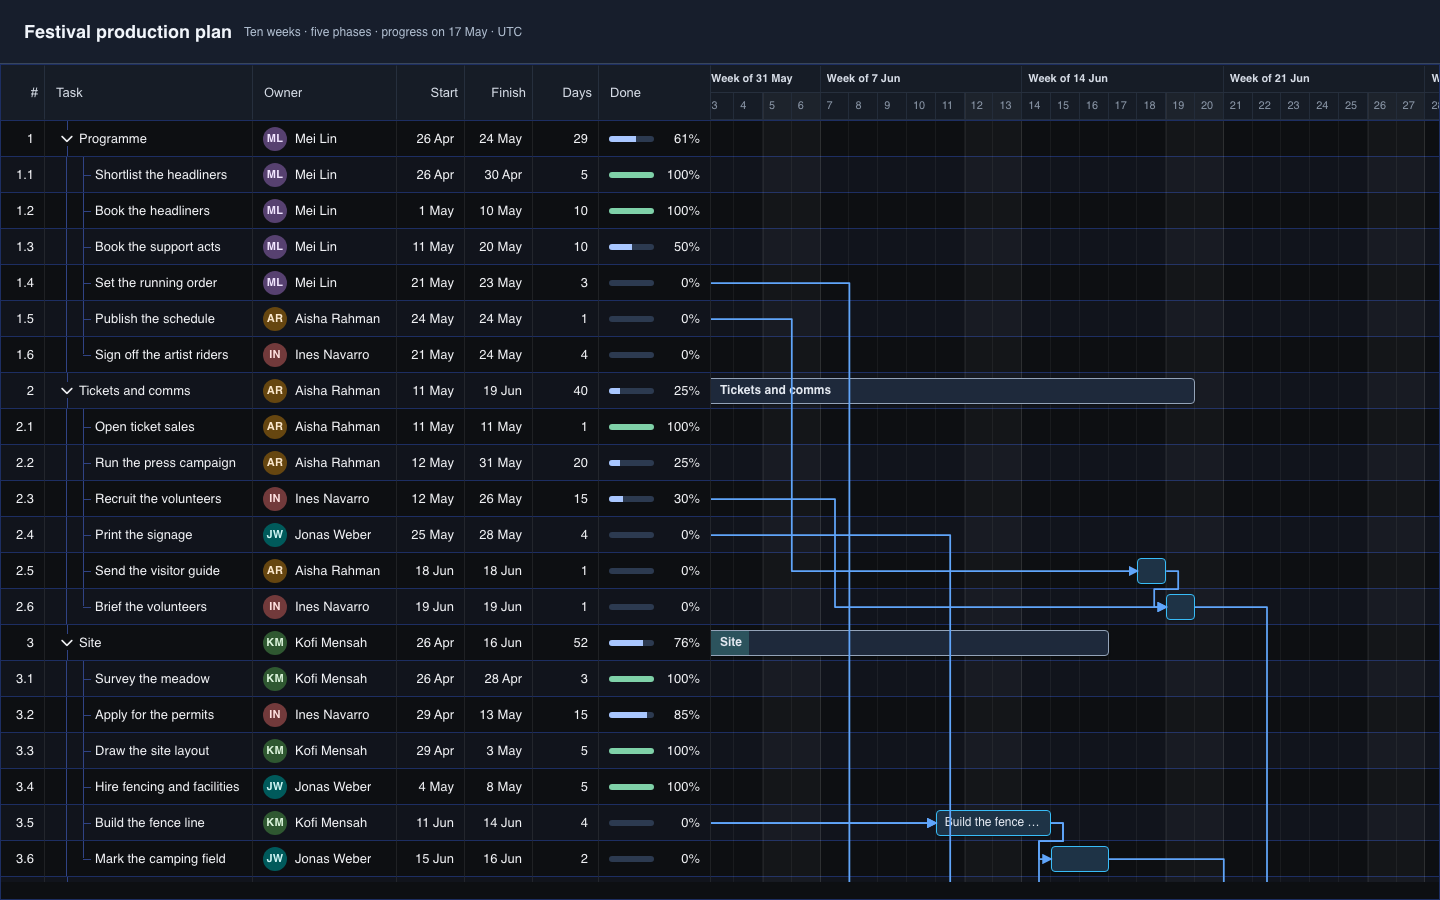 Festival production plan Ten weeks · five phases · progress on 17 May · UTC
# Task Owner Start Finish Days Done Week of 31 May Week of 7 Jun Week of 14 Jun Week of 21 Jun
3 4 5 6 7 8 9 10 11 12 13 14 15 16 17 18 19 20 21 22 23 24 25 26 27
1 Programme ML Mei Lin 26 Apr 24 May 29 61%
1.1 Shortlist the headliners ML Mei Lin 26 Apr 30 Apr 5 100%
1.2 Book the headliners ML Mei Lin 1 May 10 May 10 100%
1.3 Book the support acts ML Mei Lin 11 May 20 May 10 50%
1.4 Set the running order ML Mei Lin 21 May 23 May 3 0%
1.5 Publish the schedule AR Aisha Rahman 24 May 24 May 1 0%
1.6 Sign off the artist riders IN Ines Navarro 21 May 24 May 4 0%
2 Tickets and comms AR Aisha Rahman 11 May 19 Jun 40 25% Tickets and comms
2.1 Open ticket sales AR Aisha Rahman 11 May 11 May 1 100%
2.2 Run the press campaign AR Aisha Rahman 12 May 31 May 20 25%
2.3 Recruit the volunteers IN Ines Navarro 12 May 26 May 15 30%
2.4 Print the signage JW Jonas Weber 25 May 28 May 4 0%
2.5 Send the visitor guide AR Aisha Rahman 18 Jun 18 Jun 1 0%
2.6 Brief the volunteers IN Ines Navarro 19 Jun 19 Jun 1 0%
3 Site KM Kofi Mensah 26 Apr 16 Jun 52 76% Site
3.1 Survey the meadow KM Kofi Mensah 26 Apr 28 Apr 3 100%
3.2 Apply for the permits IN Ines Navarro 29 Apr 13 May 15 85%
3.3 Draw the site layout KM Kofi Mensah 29 Apr 3 May 5 100%
3.4 Hire fencing and facilities JW Jonas Weber 4 May 8 May 5 100%
3.5 Build the fence line KM Kofi Mensah 11 Jun 14 Jun 4 0% Build the fence …
3.6 Mark the camping field JW Jonas Weber 15 Jun 16 Jun 2 0%